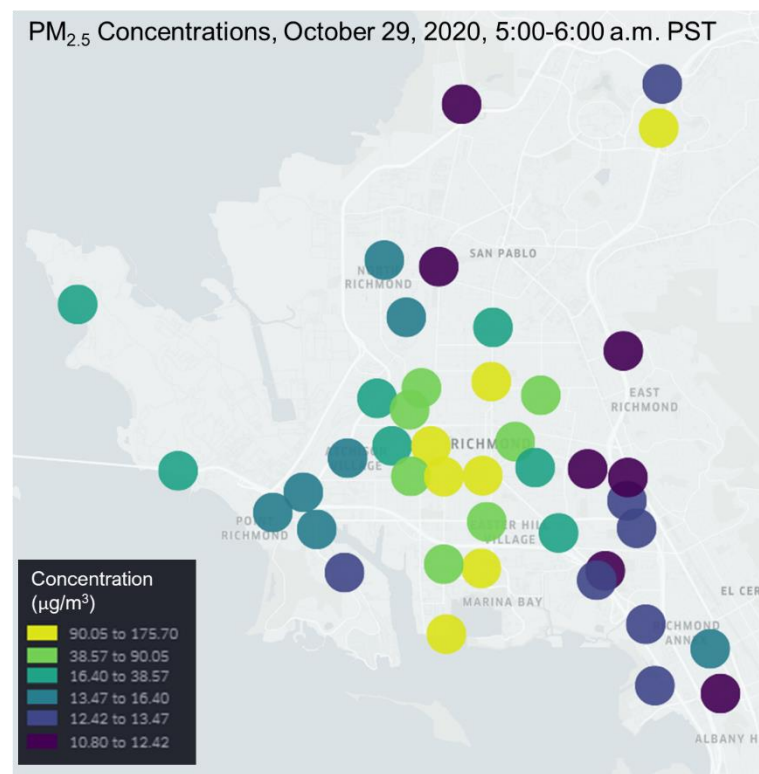 PM2.5 Concentrations, October 29, 2020, 5:00-6:00 a.m. PST
SAN PABLO
RICHMOND
EAST
RICHMOND
RICHMOND
VILLAGE
RICHMOND
HILL
VILLAGE
MARINA BAY
EL CER
RICHMOND
ANNEX
ALBANY H
Concentration
(µg/m³)
90.05 to 175.70
38.57 to 90.05
16.40 to 38.57
13.47 to 16.40
12.42 to 13.47
10.80 to 12.42